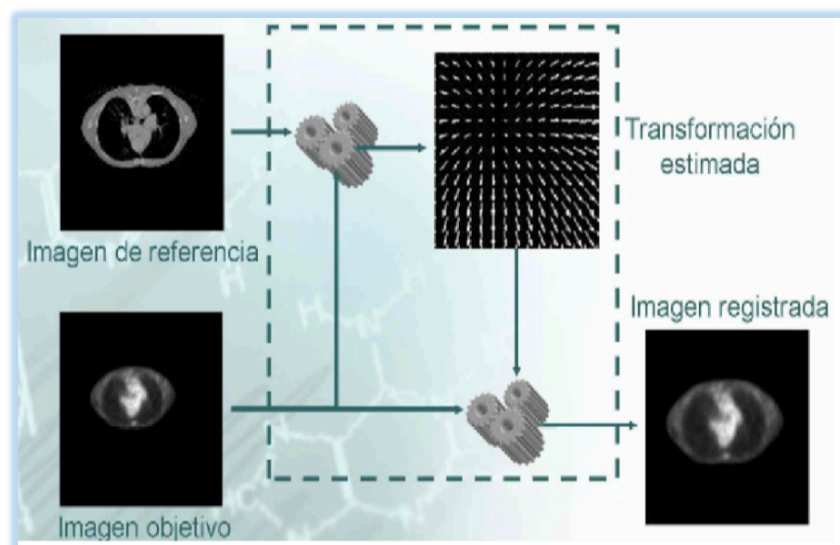 Transformación
estimada
Imagen de referencia
Imagen registrada
Imagen objetivo